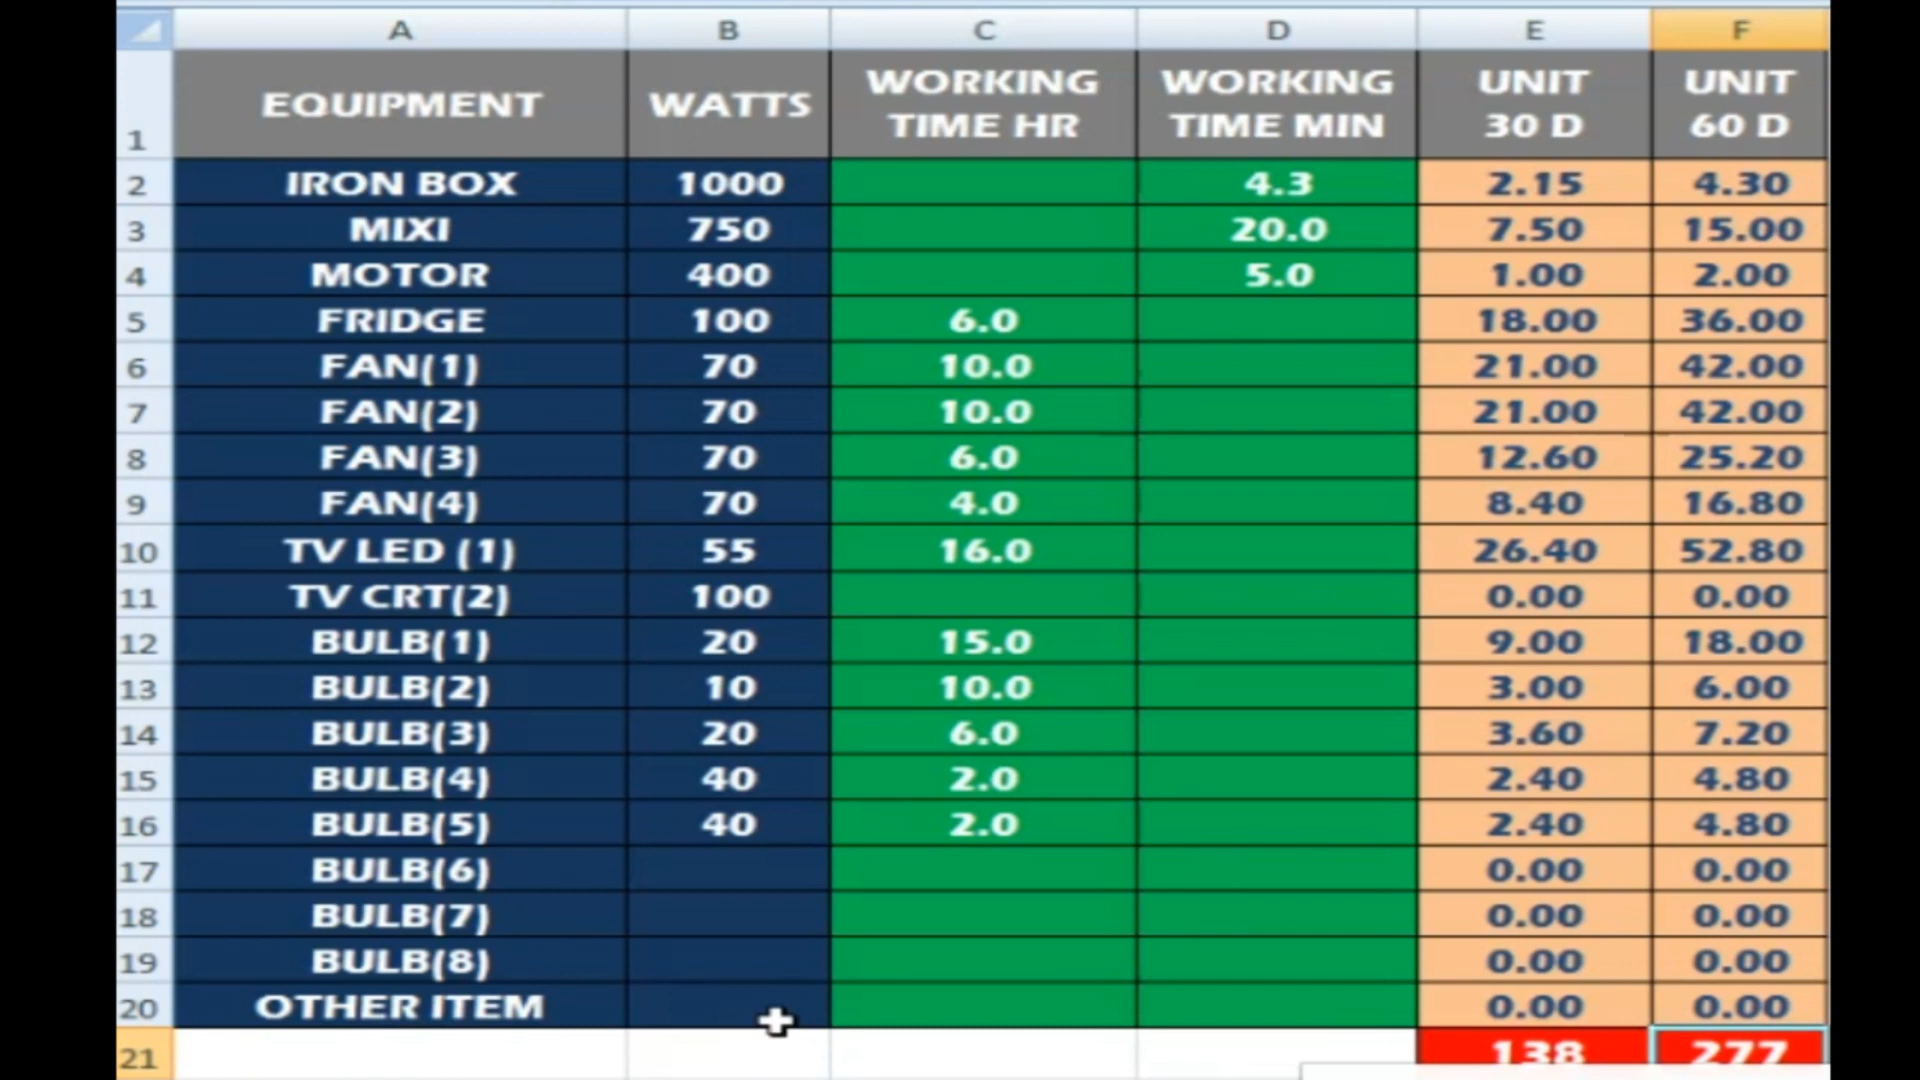 A B C D E F
1 EQUIPMENT WATTS WORKING TIME HR WORKING TIME MIN UNIT 30 D UNIT 60 D
2 IRON BOX 1000 4.3 2.15 4.30
3 MIXI 750 20.0 7.50 15.00
4 MOTOR 400 5.0 1.00 2.00
5 FRIDGE 100 6.0 18.00 36.00
6 FAN(1) 70 10.0 21.00 42.00
7 FAN(2) 70 10.0 21.00 42.00
8 FAN(3) 70 6.0 12.60 25.20
9 FAN(4) 70 4.0 8.40 16.80
10 TV LED (1) 55 16.0 26.40 52.80
11 TV CRT(2) 100 0.00 0.00
12 BULB(1) 20 15.0 9.00 18.00
13 BULB(2) 10 10.0 3.00 6.00
14 BULB(3) 20 6.0 3.60 7.20
15 BULB(4) 40 2.0 2.40 4.80
16 BULB(5) 40 2.0 2.40 4.80
17 BULB(6) 0.00 0.00
18 BULB(7) 0.00 0.00
19 BULB(8) 0.00 0.00
20 OTHER ITEM 0.00 0.00
21 138 277